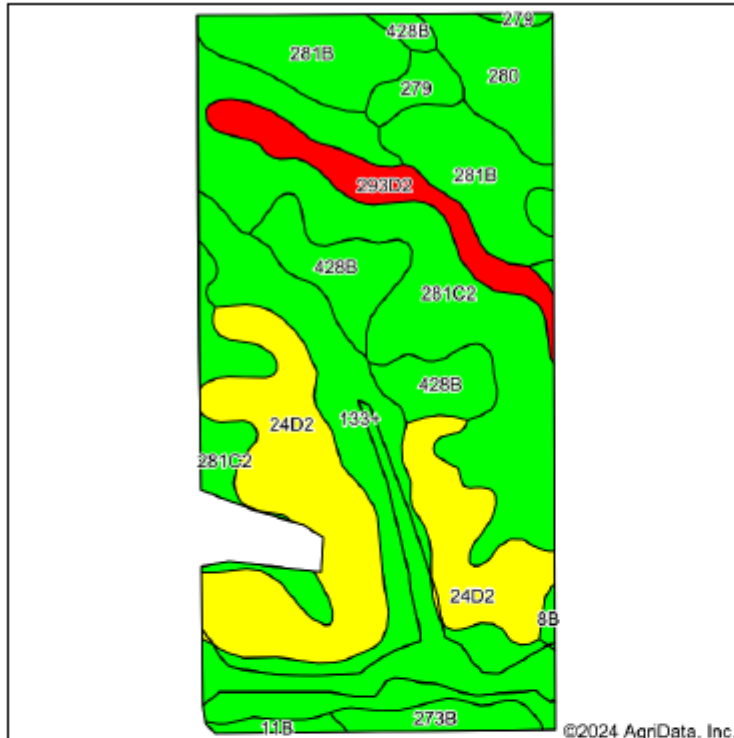 279
428B
281B
280
279
281B
293D2
428B
281C2
428B
133+
24D2
281C2
24D2
8B
273B
11B
©2024 AgriData, Inc.